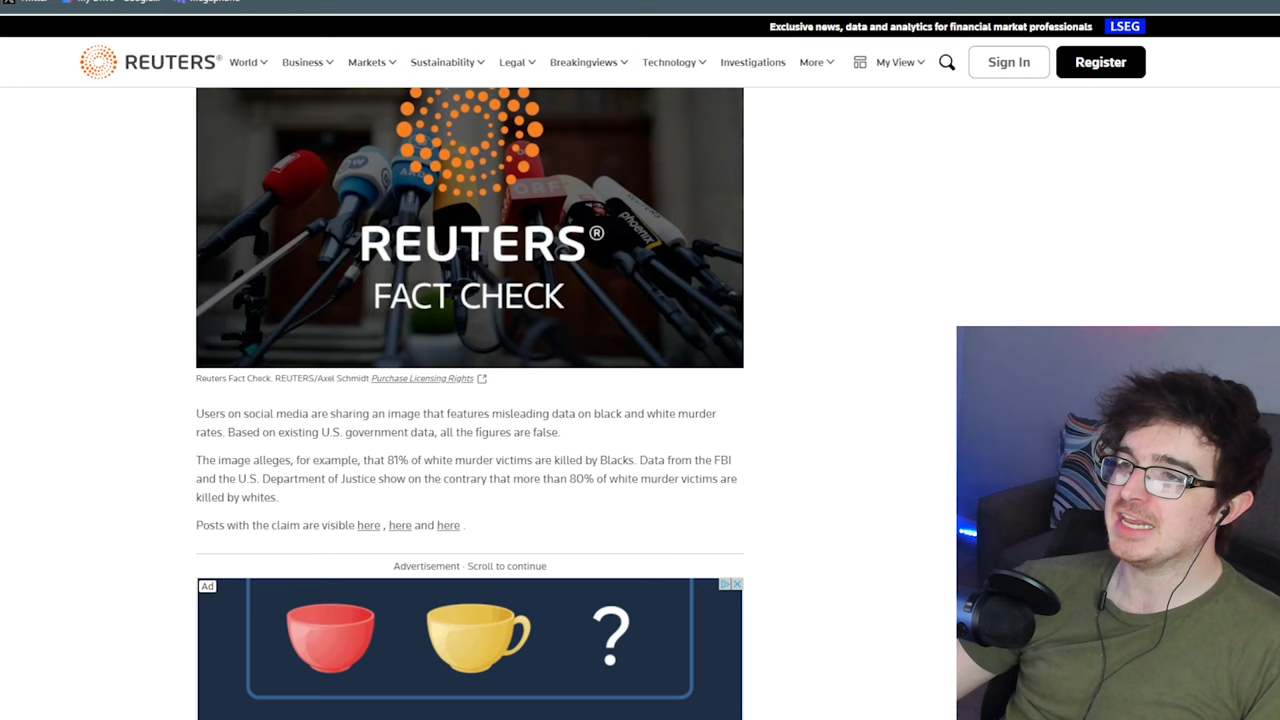 Exclusive news, data and analytics for financial market professionals LSEG
REUTERS® World Business Markets Sustainability Legal Breakingviews Technology Investigations More My View Sign In Register
DW ARD ORF phoenix
REUTERS®
FACT CHECK
Reuters Fact Check. REUTERS/Axel Schmidt Purchase Licensing Rights
Users on social media are sharing an image that features misleading data on black and white murder
rates. Based on existing U.S. government data, all the figures are false.
The image alleges, for example, that 81% of white murder victims are killed by Blacks. Data from the FBI
and the U.S. Department of Justice show on the contrary that more than 80% of white murder victims are
killed by whites.
Posts with the claim are visible here , here and here .
Advertisement · Scroll to continue
Ad
?